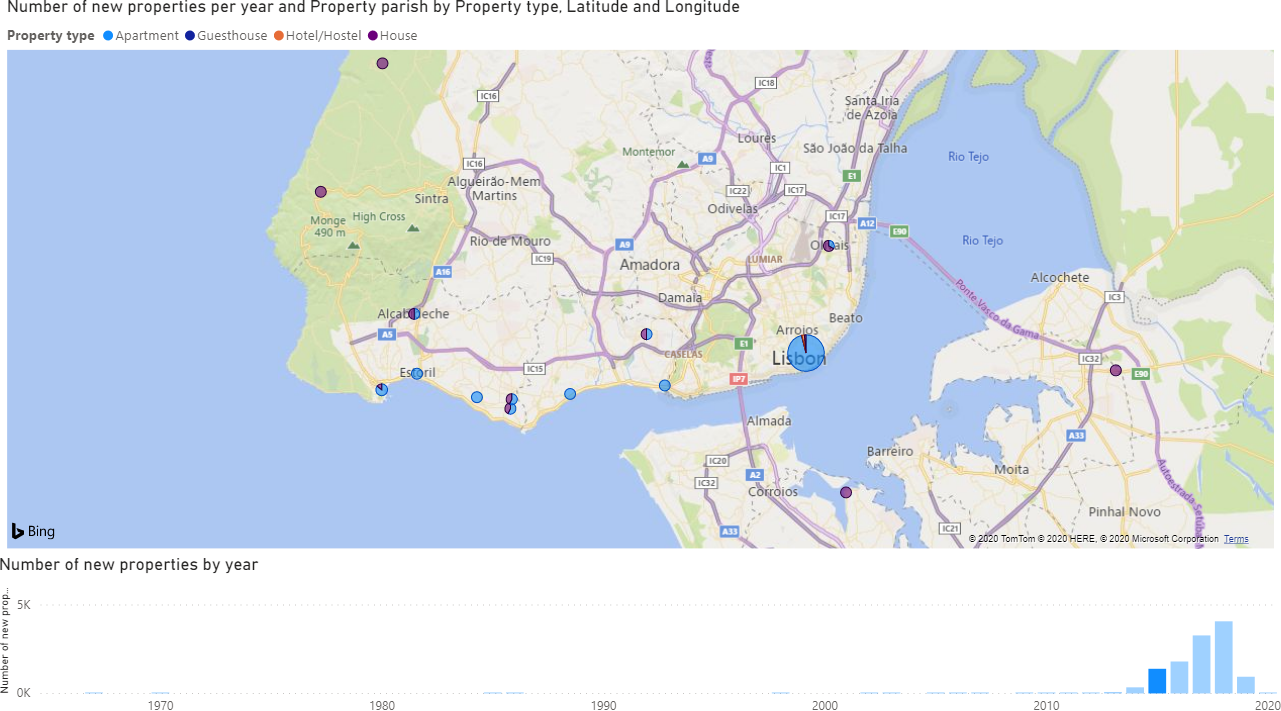 Number of new properties per year and Property parish by Property type, Latitude and Longitude
Property type Apartment Guesthouse Hotel/Hostel House
IC16
IC18
Santa Iria
de Azoia
Loures
São João da Talha
Montemor
A9
IC16
IC1
E1
Algueirão-Mem
Martins
Sintra
IC22
IC17
Odivelas
Monge
490 m
High Cross
IC17
A12
E90
Rio Tejo
Rio Tejo
Rio de Mouro
A9
Olivais
IC19
LUMIAR
Amadora
A16
Alcochete
Damaia
IC3
Ponte Vasco da Gama
Alcabideche
Beato
A5
Arroios
E1
CASELAS
Lisbon
IC32
E90
Estoril
IC15
IP7
Almada
A33
Barreiro
IC20
A2
Moita
IC32
Corroios
Autoestrada-Setúb
Pinhal Novo
A33
IC21
Bing
© 2020 TomTom © 2020 HERE, © 2020 Microsoft Corporation Terms
Number of new properties by year
Number of new prop...
5K
0K
1970 1980 1990 2000 2010 2020